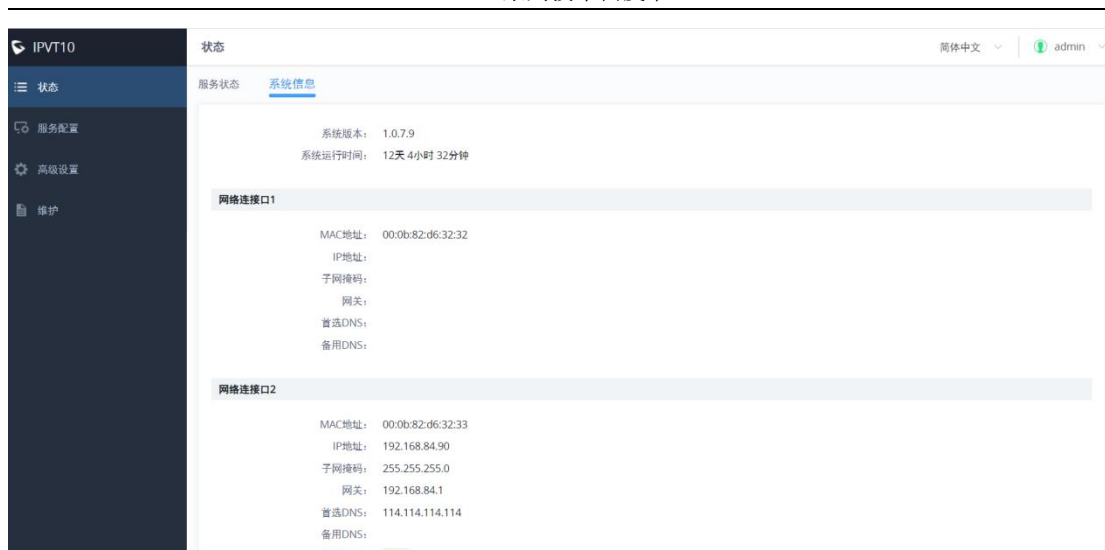 IPVT10
状态
简体中文
admin
状态
服务配置
高级设置
维护
服务状态
系统信息
系统版本: 1.0.7.9
系统运行时间: 12天 4小时 32分钟
网络连接口1
MAC地址: 00:0b:82:d6:32:32
IP地址:
子网掩码:
网关:
首选DNS:
备用DNS:
网络连接口2
MAC地址: 00:0b:82:d6:32:33
IP地址: 192.168.84.90
子网掩码: 255.255.255.0
网关: 192.168.84.1
首选DNS: 114.114.114.114
备用DNS: